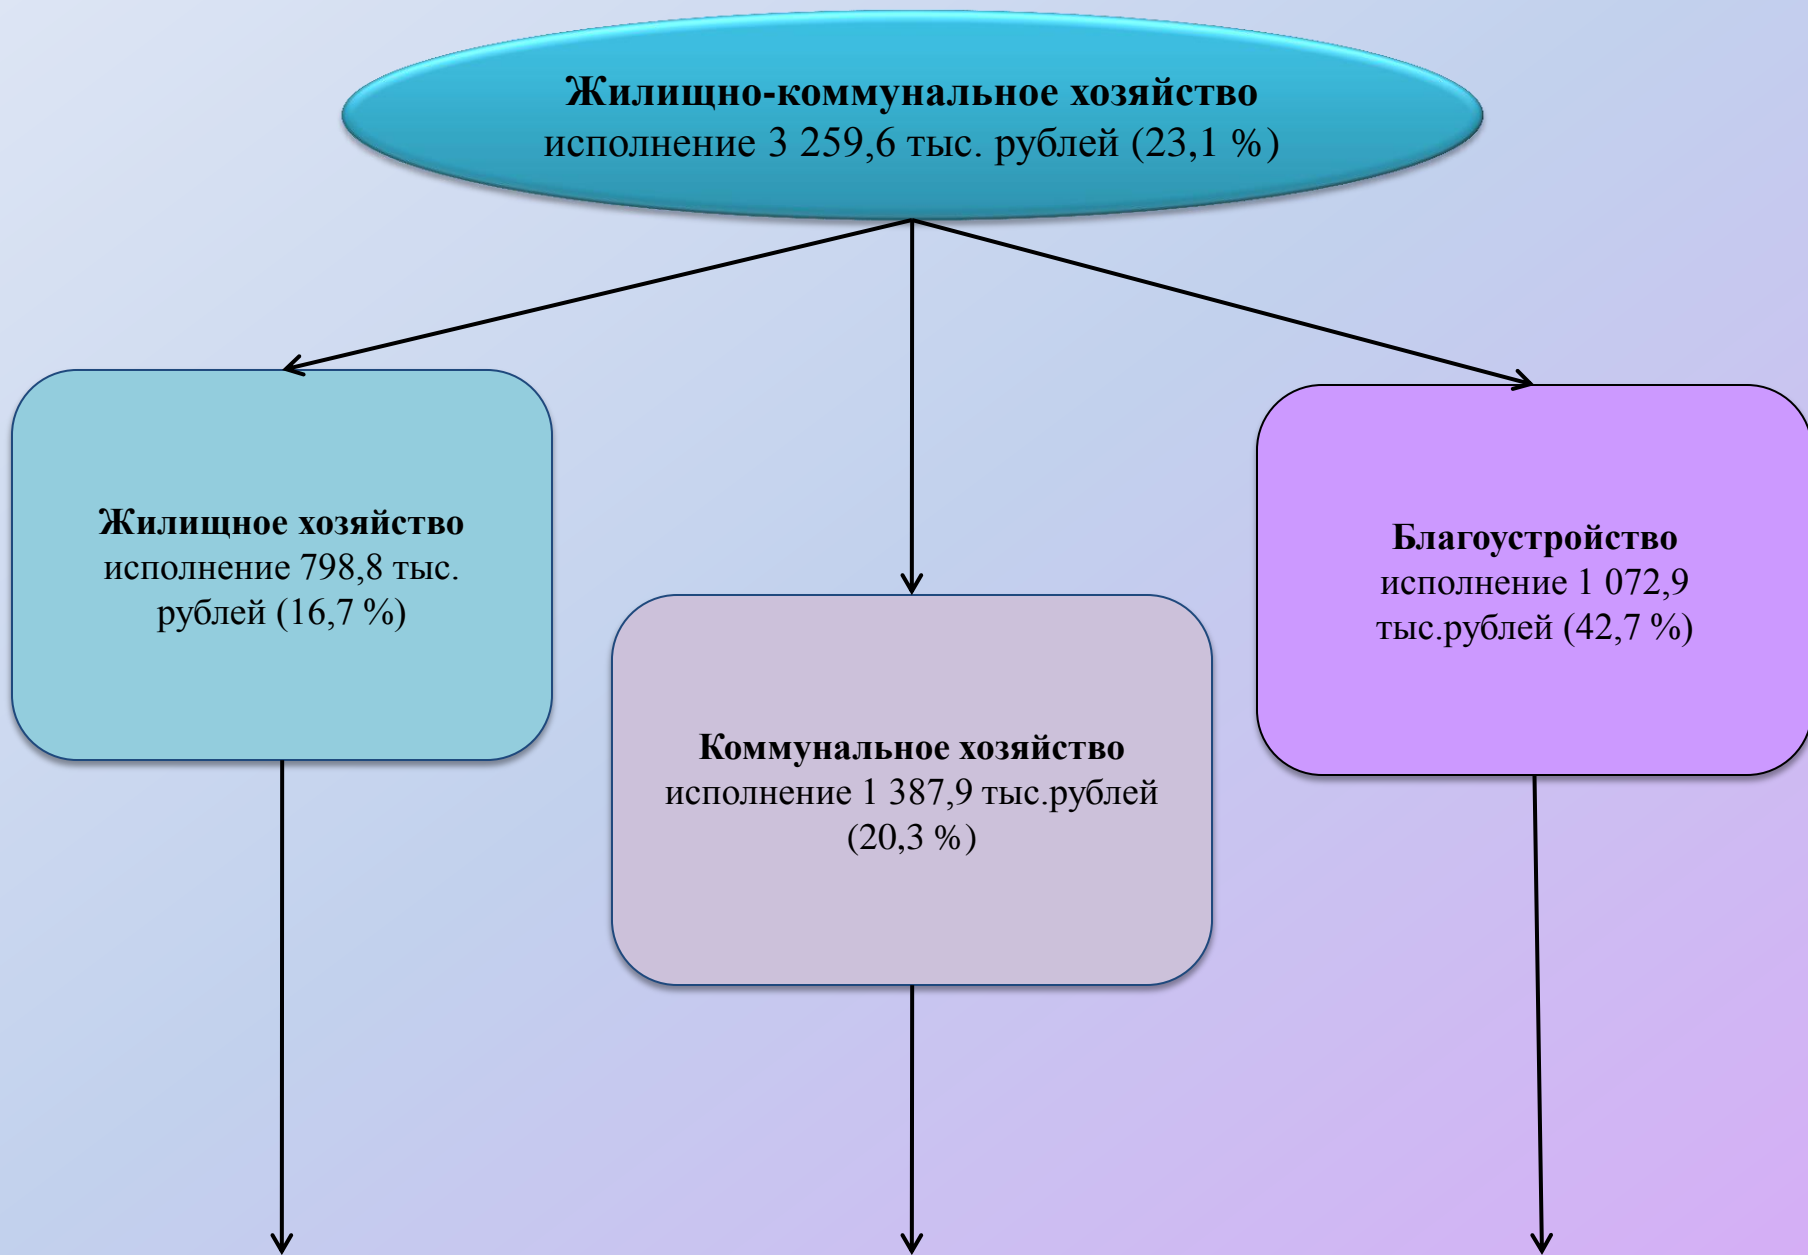 Жилищно-коммунальное хозяйство
исполнение 3 259,6 тыс. рублей (23,1 %)
Жилищное хозяйство
исполнение 798,8 тыс.
рублей (16,7 %)
Коммунальное хозяйство
исполнение 1 387,9 тыс.рублей
(20,3 %)
Благоустройство
исполнение 1 072,9
тыс.рублей (42,7 %)